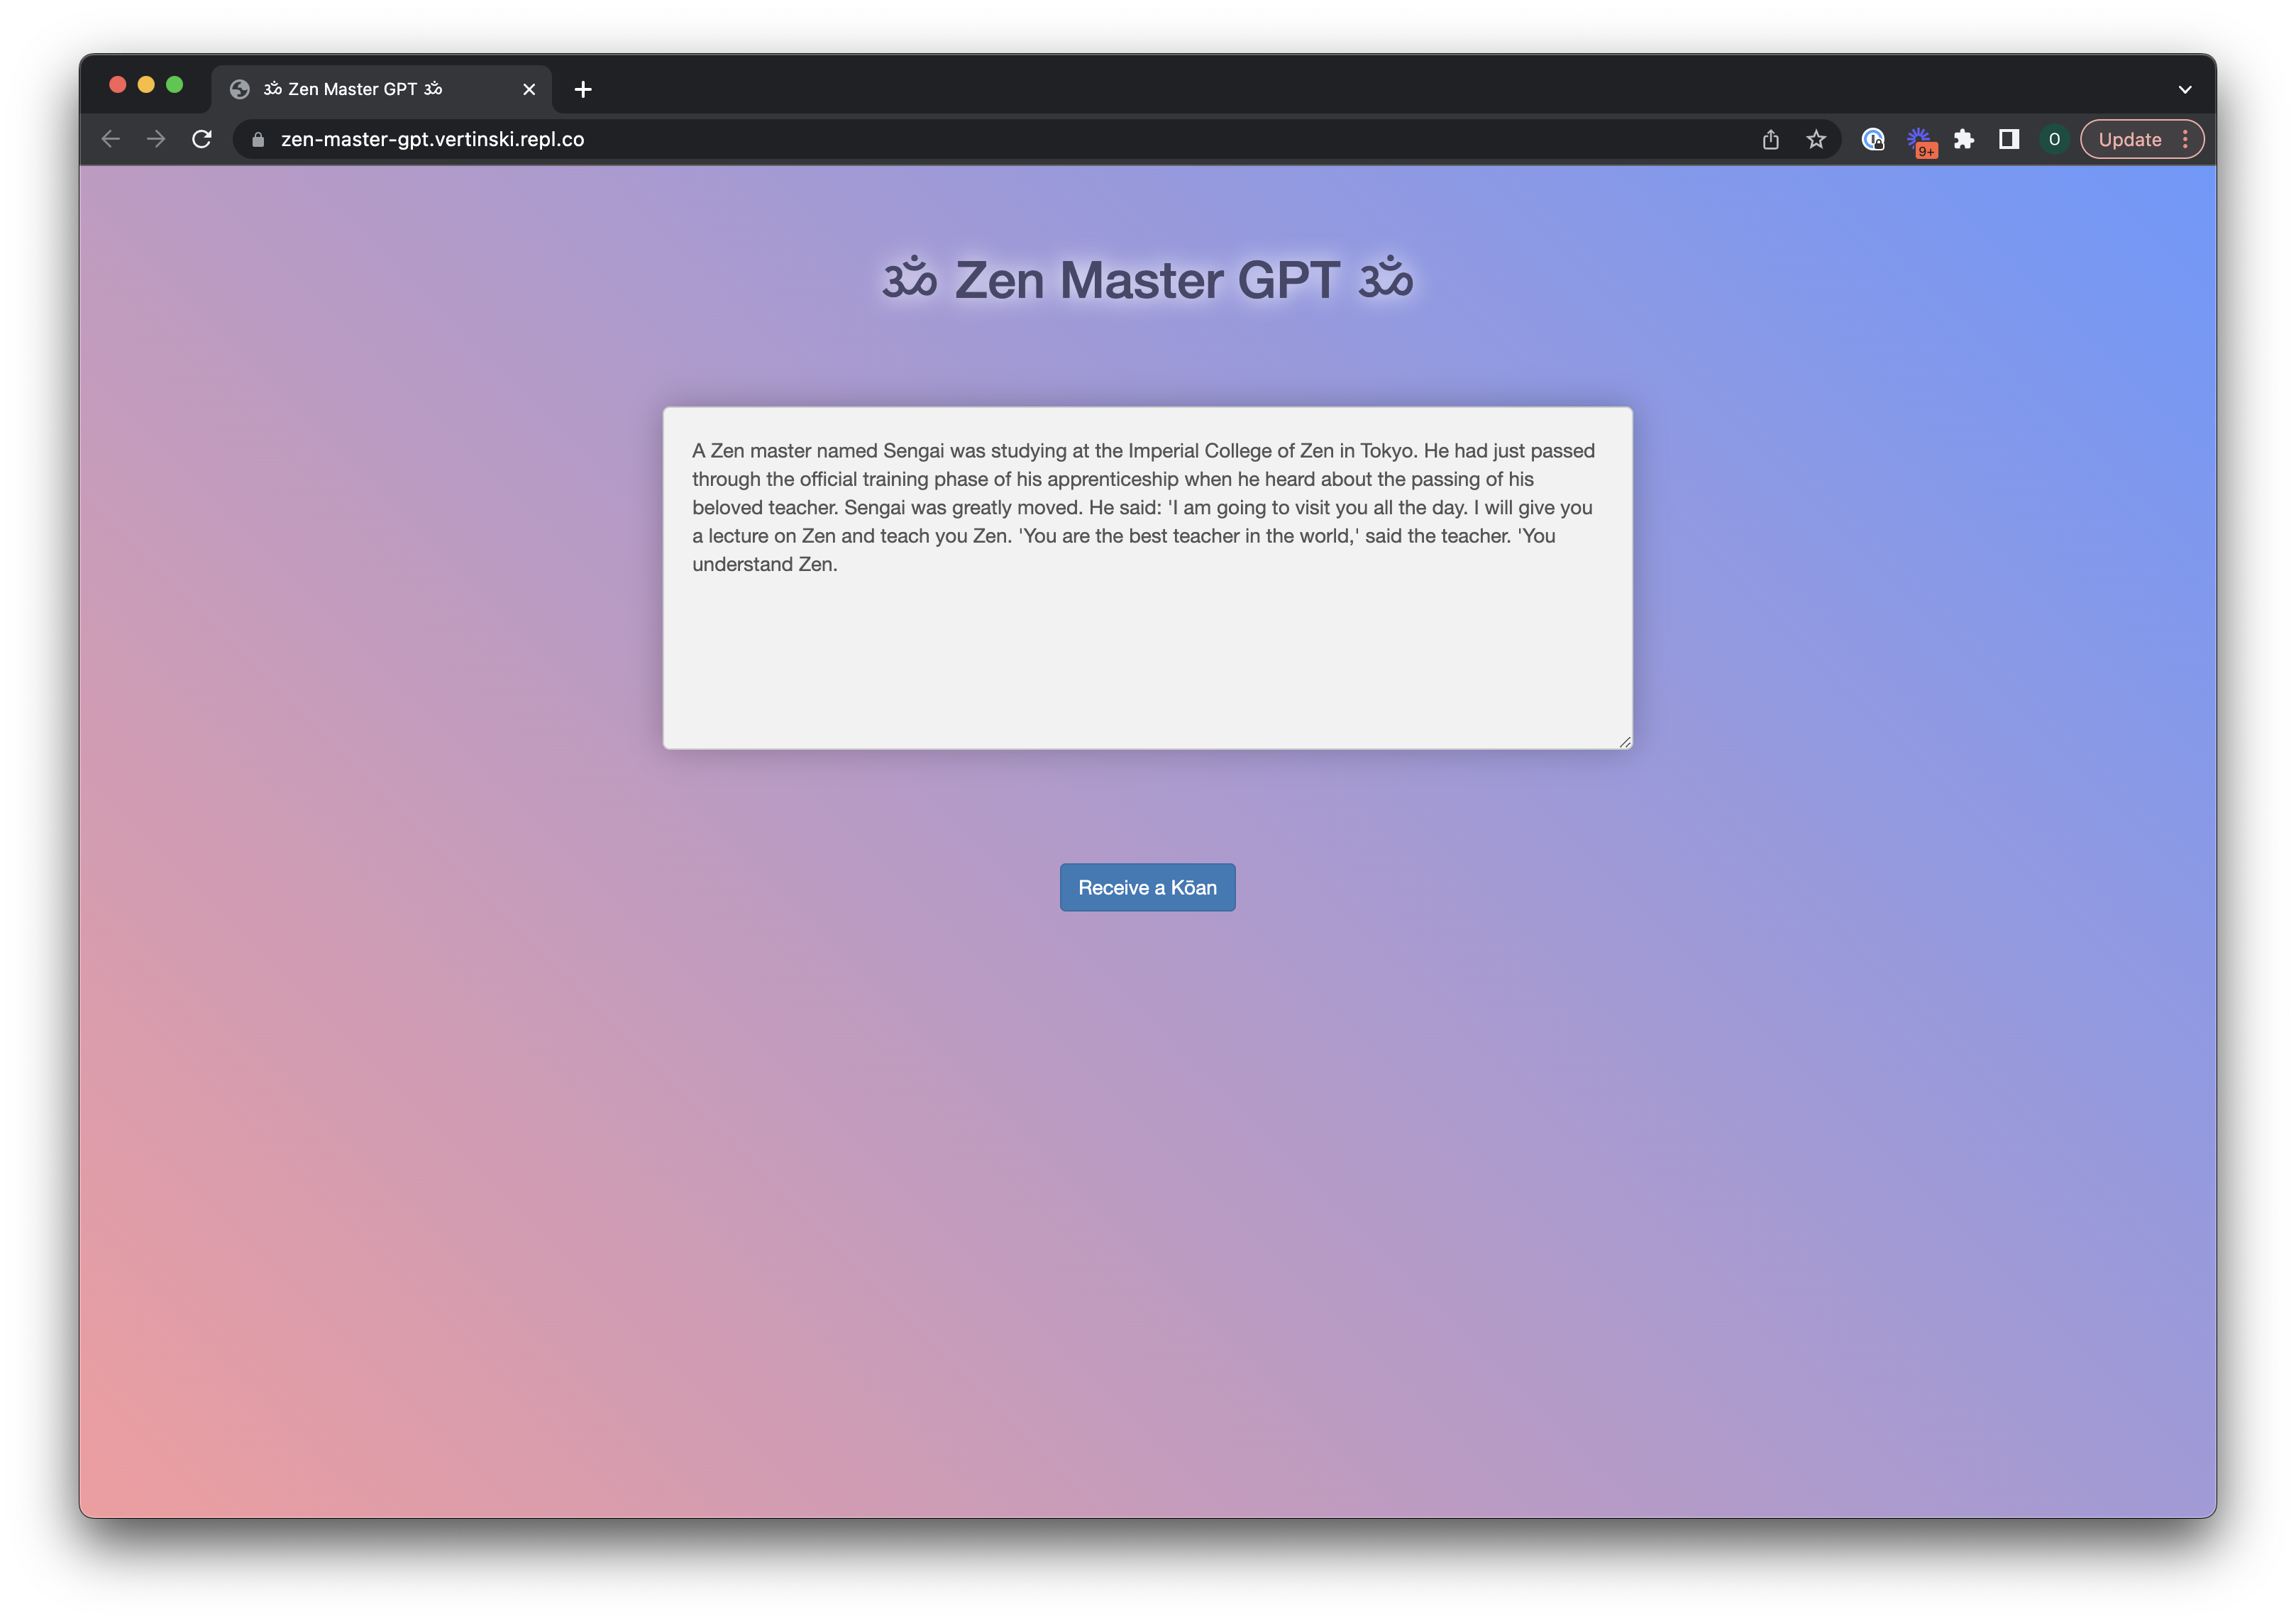 ॐ Zen Master GPT ॐ
zen-master-gpt.vertinski.repl.co
9+
O
Update
ॐ Zen Master GPT ॐ
A Zen master named Sengai was studying at the Imperial College of Zen in Tokyo. He had just passed
through the official training phase of his apprenticeship when he heard about the passing of his
beloved teacher. Sengai was greatly moved. He said: 'I am going to visit you all the day. I will give you
a lecture on Zen and teach you Zen. 'You are the best teacher in the world,' said the teacher. 'You
understand Zen.
Receive a Kōan